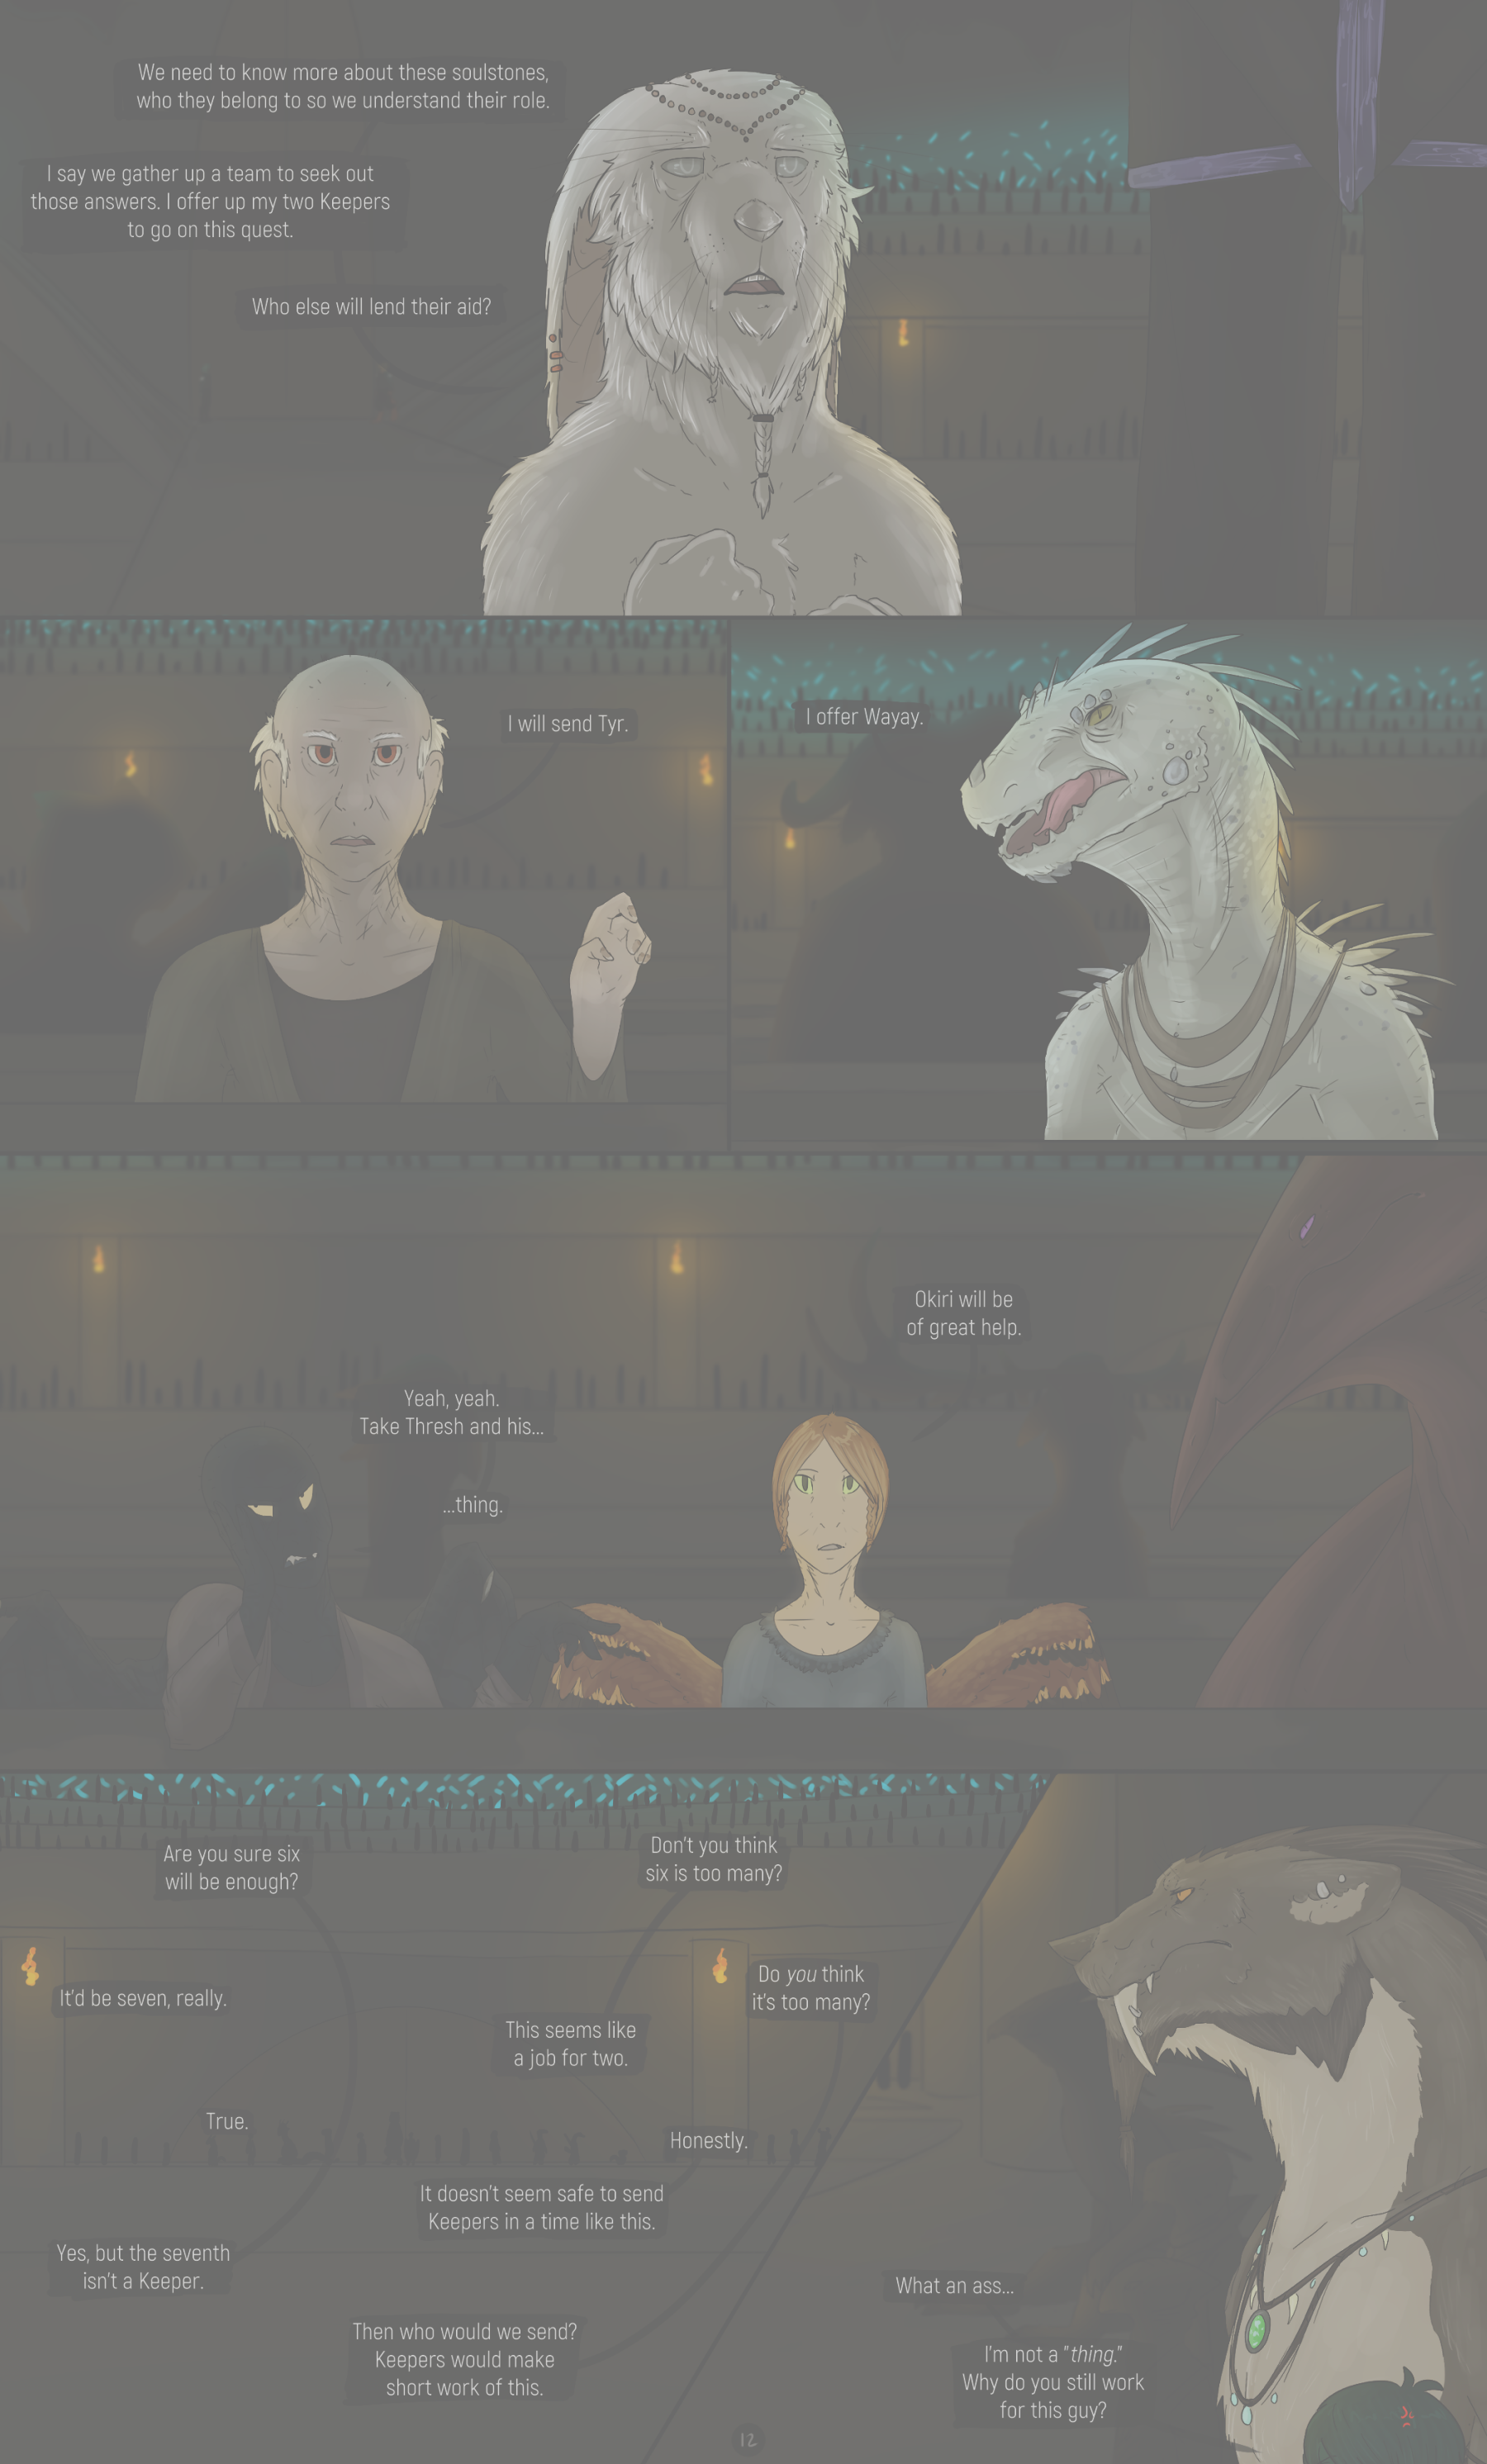 We need to know more about these soulstones,
who they belong to so we understand their role.
I say we gather up a team to seek out
those answers. I offer up my two Keepers
to go on this quest.
Who else will lend their aid?
I will send Tyr.
I offer Wayay.
Okiri will be
of great help.
Yeah, yeah.
Take Thresh and his...
...thing.
Are you sure six
will be enough?
It'd be seven, really.
True.
Yes, but the seventh
isn't a Keeper.
Don't you think
six is too many?
Do you think
it's too many?
This seems like
a job for two.
Honestly.
It doesn't seem safe to send
Keepers in a time like this.
Then who would we send?
Keepers would make
short work of this.
What an ass...
I'm not a "thing."
Why do you still work
for this guy?
12